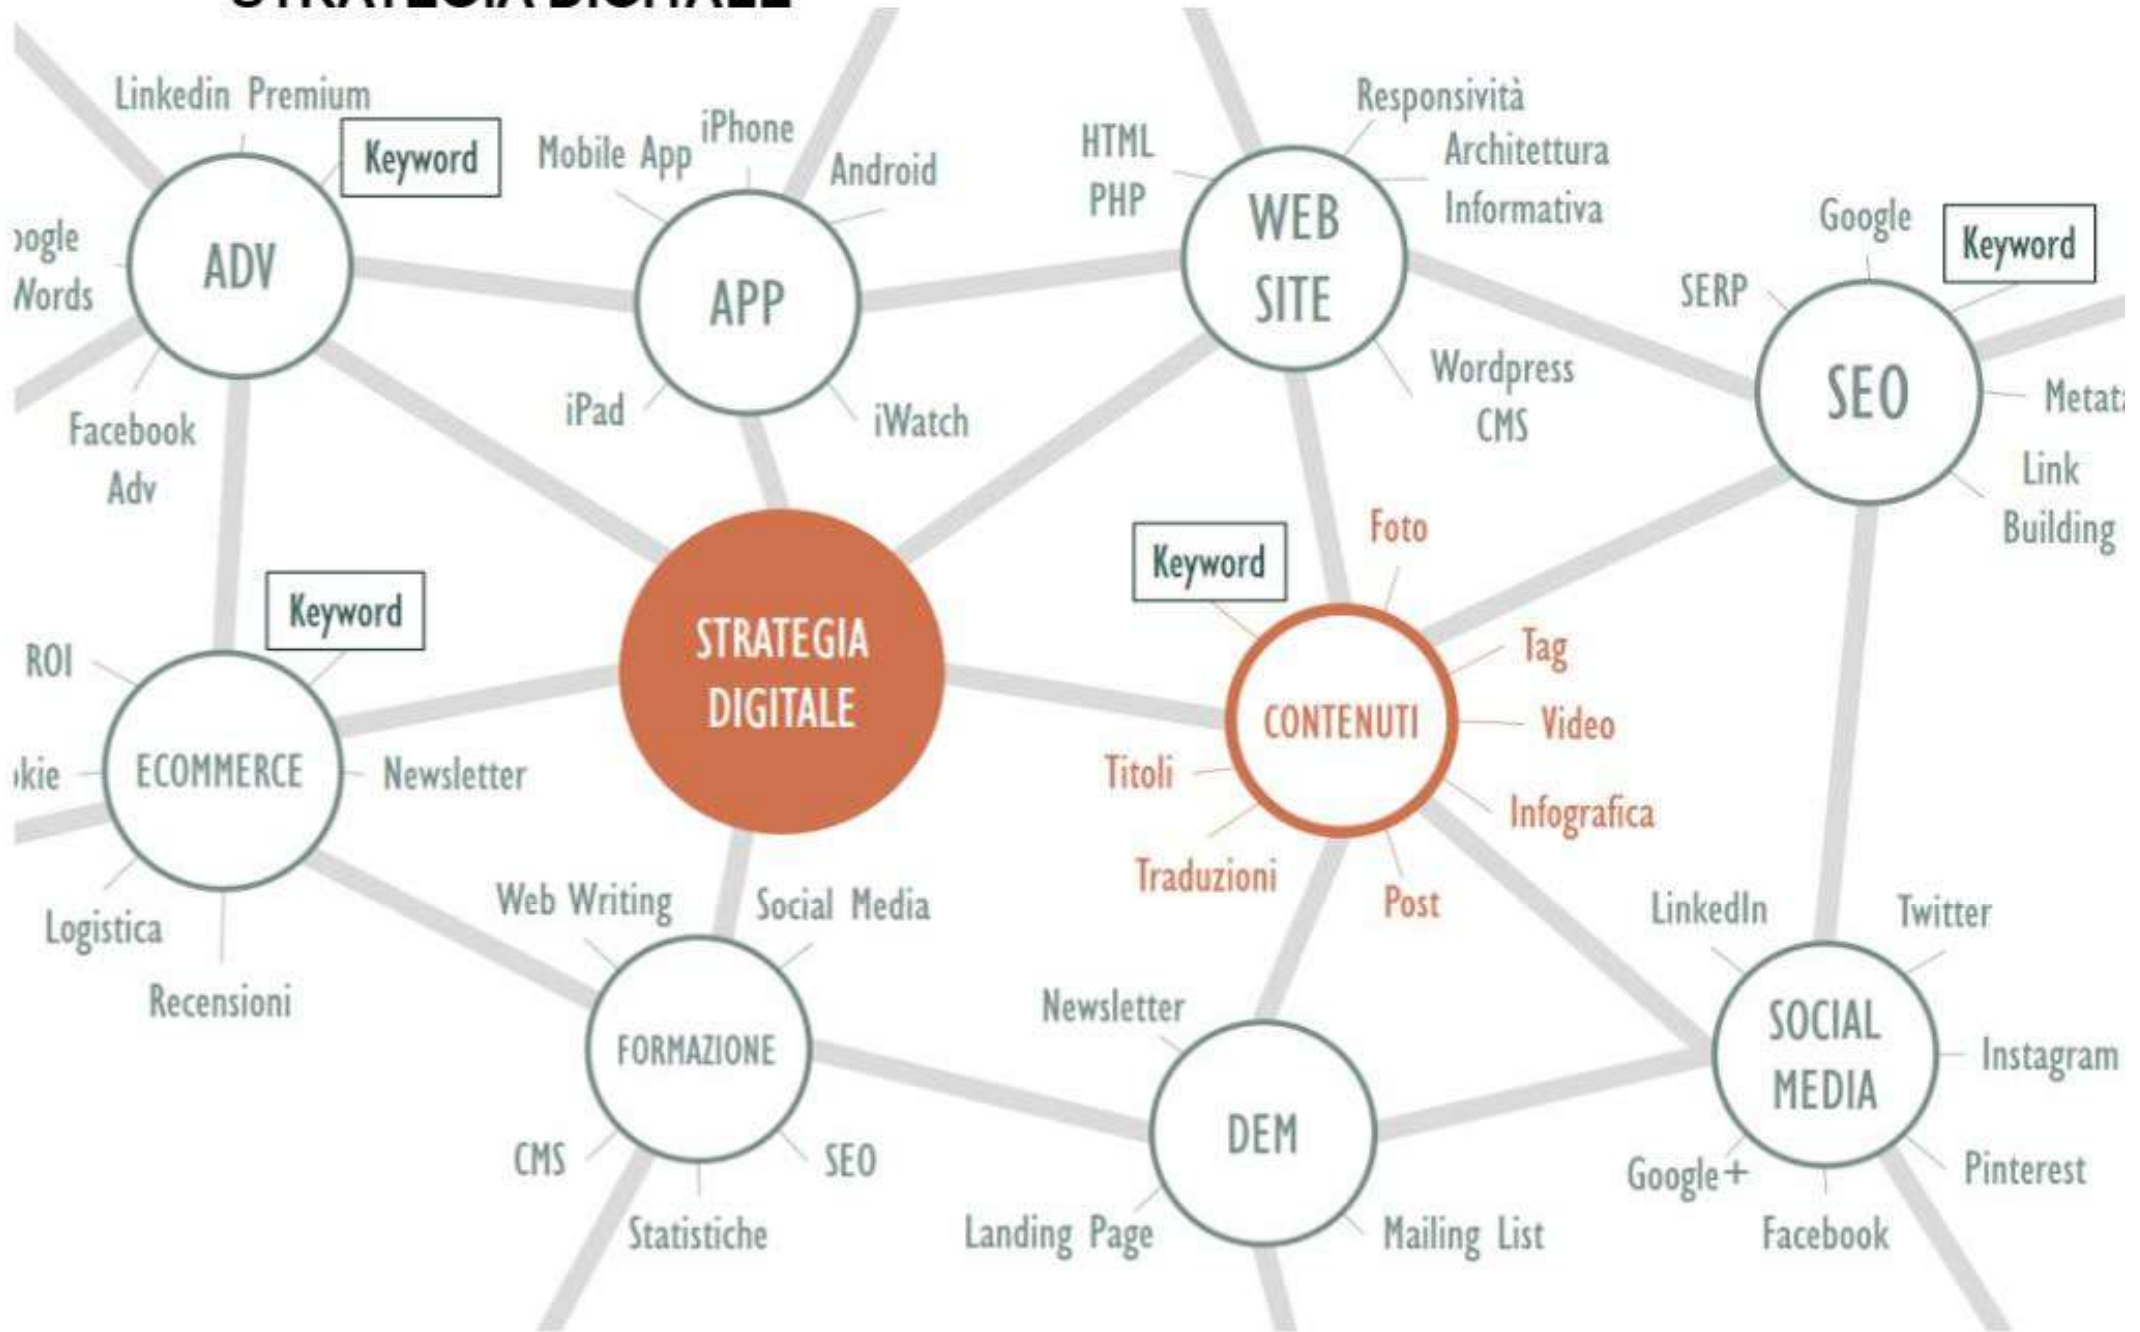 STRATEGIA DIGITALE
Linkedin Premium
Keyword
ADV
Facebook
Adv
Mobile App
iPhone
Android
APP
iPad
iWatch
HTML
PHP
Responsività
Architettura
Informativa
WEB
SITE
Wordpress
CMS
Google
Keyword
SERP
SEO
Link
Building
STRATEGIA
DIGITALE
Keyword
Foto
Tag
CONTENUTI
Video
Titoli
Infografica
Traduzioni
Post
Keyword
ROI
ECOMMERCE
Newsletter
Logistica
Recensioni
Web Writing
Social Media
FORMAZIONE
CMS
SEO
Statistiche
Newsletter
DEM
Landing Page
Mailing List
LinkedIn
Twitter
SOCIAL
MEDIA
Instagram
Google+
Pinterest
Facebook